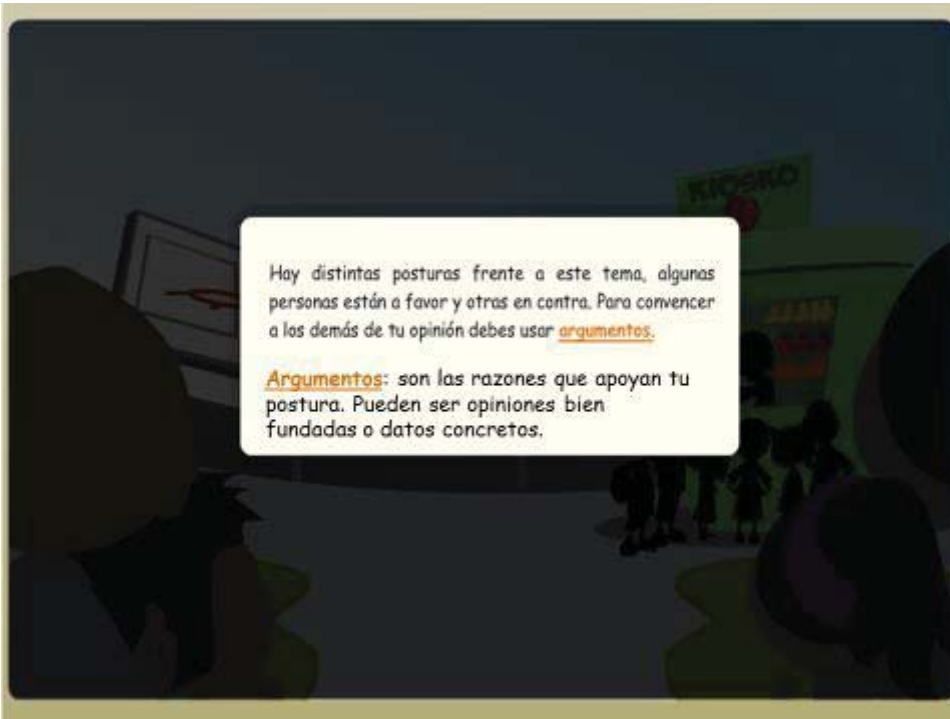 KIOSKO
Hay distintas posturas frente a este tema, algunas
personas están a favor y otras en contra. Para convencer
a los demás de tu opinión debes usar argumentos.
Argumentos: son las razones que apoyan tu
postura. Pueden ser opiniones bien
fundadas o datos concretos.